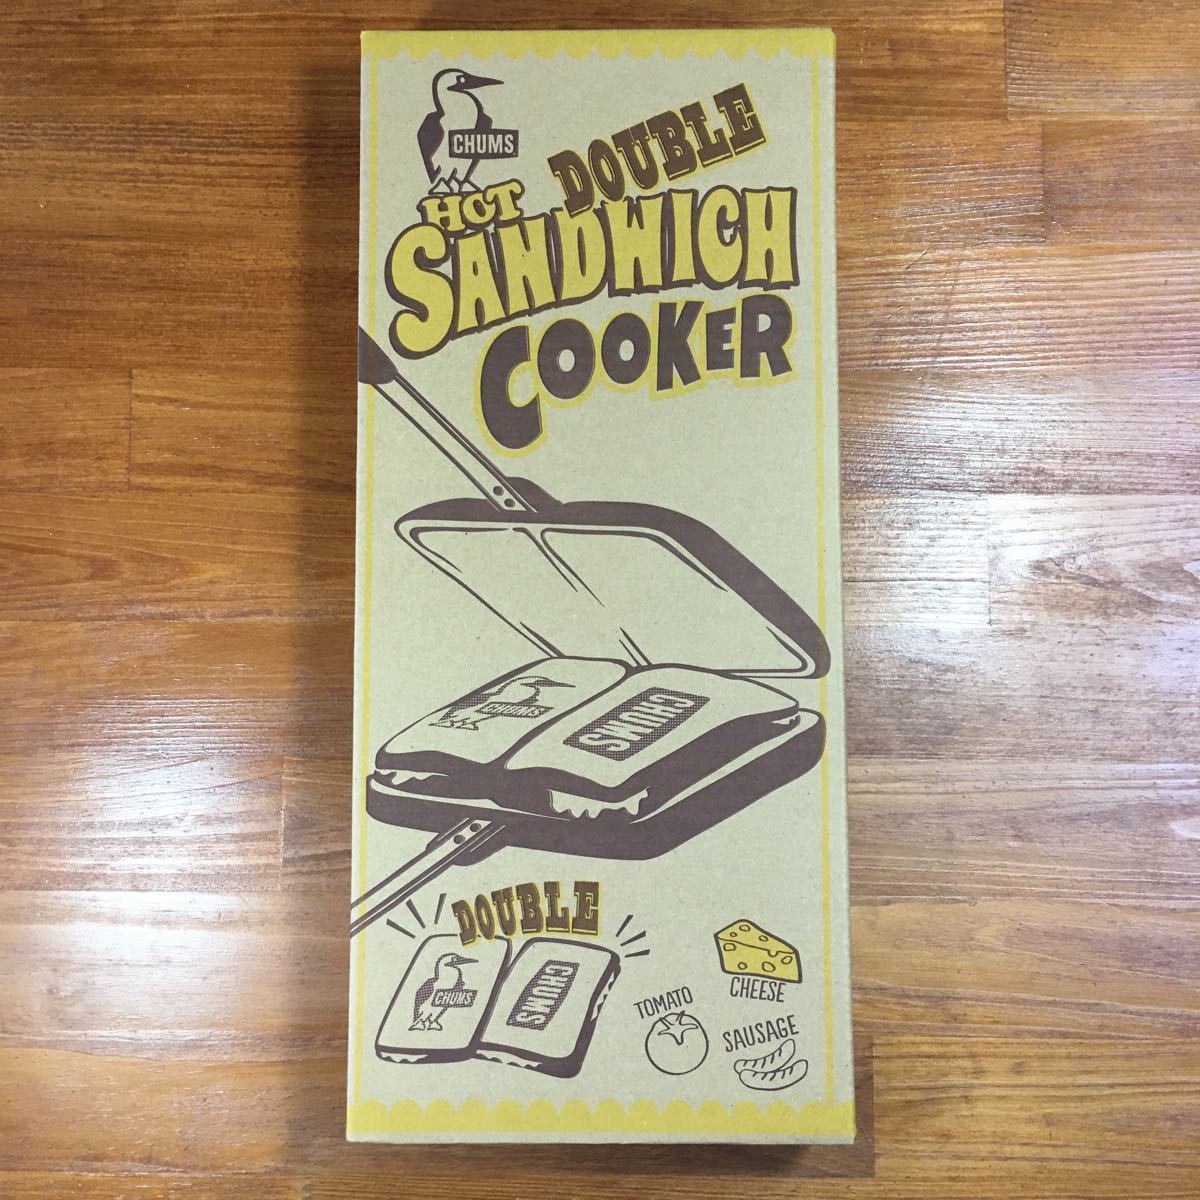 CHUMS
DOUBLE
HOT
SANDWICH
COOKER
CHUMS
CHUMS
DOUBLE
CHUMS
CHUMS
CHEESE
TOMATO
SAUSAGE